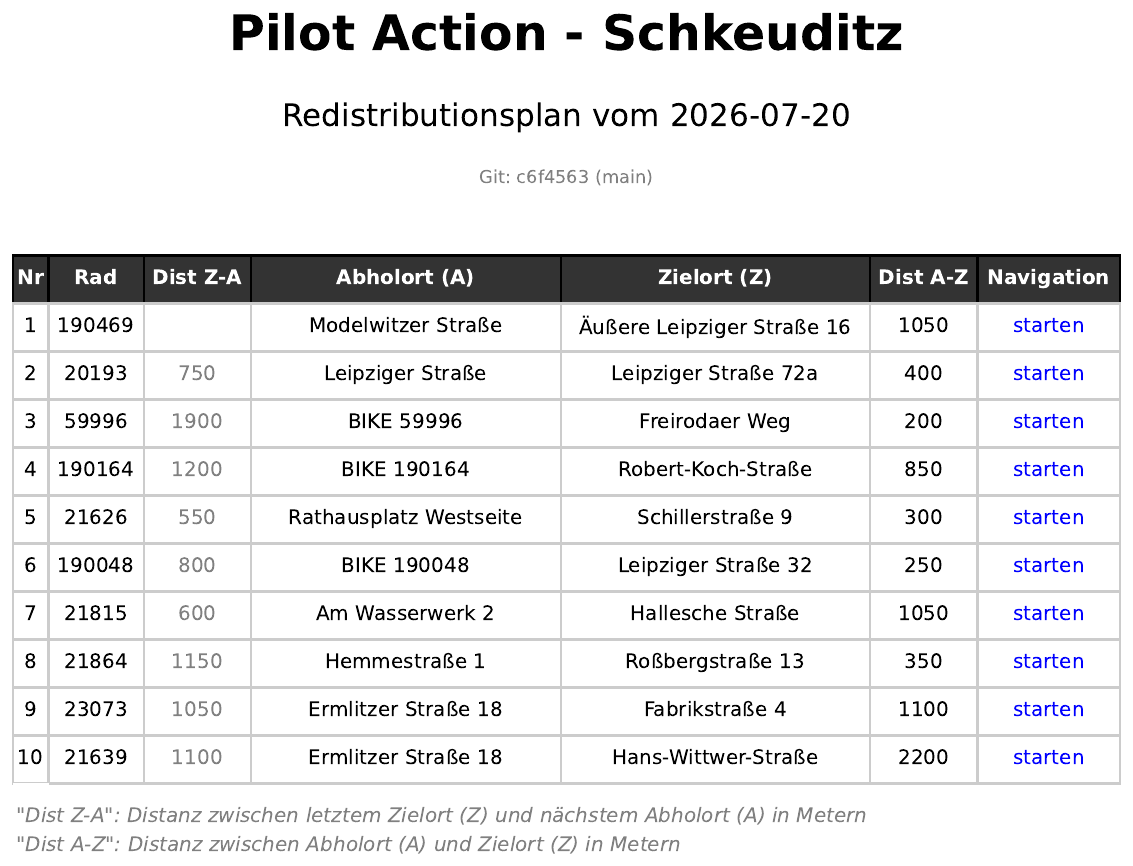 Pilot Action - Schkeuditz
Redistributionsplan vom 2026-07-20
Git: c6f4563 (main)
Nr Rad Dist Z-A Abholort (A) Zielort (Z) Dist A-Z Navigation
1 190469 Modelwitzer Straße Äußere Leipziger Straße 16 1050 starten
2 20193 750 Leipziger Straße Leipziger Straße 72a 400 starten
3 59996 1900 BIKE 59996 Freirodaer Weg 200 starten
4 190164 1200 BIKE 190164 Robert-Koch-Straße 850 starten
5 21626 550 Rathausplatz Westseite Schillerstraße 9 300 starten
6 190048 800 BIKE 190048 Leipziger Straße 32 250 starten
7 21815 600 Am Wasserwerk 2 Hallesche Straße 1050 starten
8 21864 1150 Hemmestraße 1 Roßbergstraße 13 350 starten
9 23073 1050 Ermlitzer Straße 18 Fabrikstraße 4 1100 starten
10 21639 1100 Ermlitzer Straße 18 Hans-Wittwer-Straße 2200 starten
"Dist Z-A": Distanz zwischen letztem Zielort (Z) und nächstem Abholort (A) in Metern
"Dist A-Z": Distanz zwischen Abholort (A) und Zielort (Z) in Metern